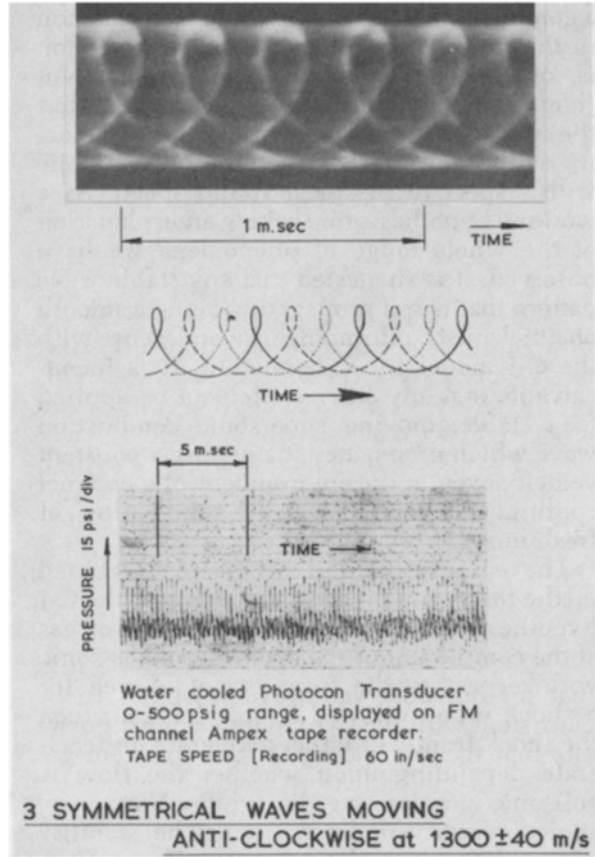 1 m.sec
TIME
TIME
5 m.sec
PRESSURE 15 psi/div
TIME
Water cooled Photocon Transducer.
0-500 psig range, displayed on FM
channel Ampex tape recorder.
TAPE SPEED [Recording] 60 in/sec
3 SYMMETRICAL WAVES MOVING
ANTI-CLOCKWISE at 1300 ± 40 m/s